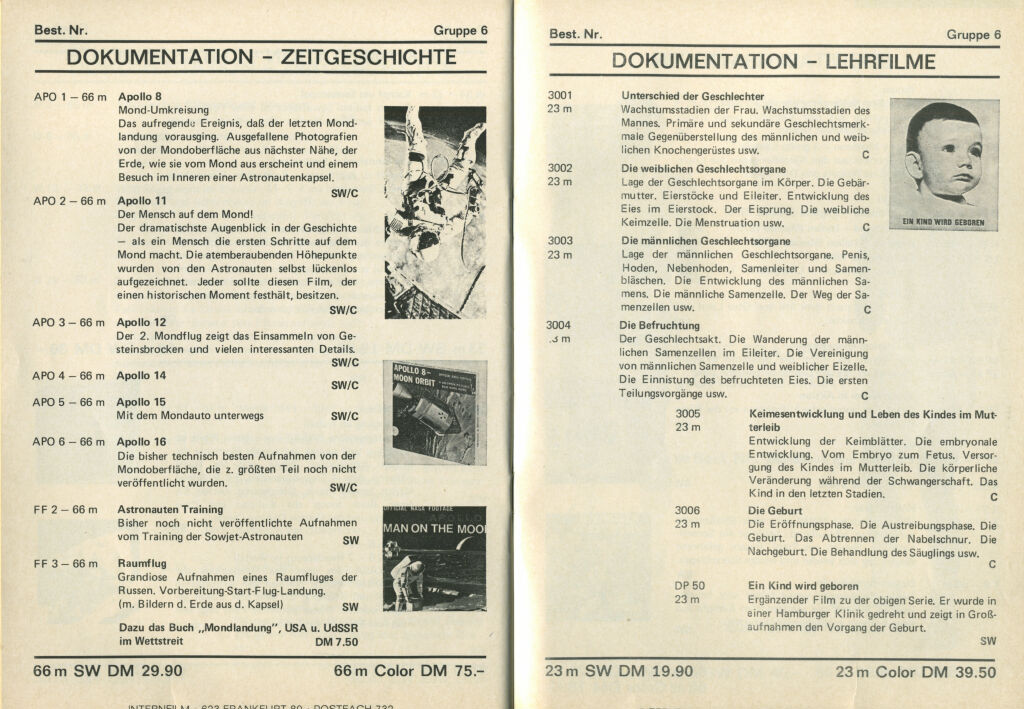 Best. Nr.
Gruppe 6
DOKUMENTATION – ZEITGESCHICHTE
APO 1 – 66 m Apollo 8
Mond-Umkreisung
Das aufregende Ereignis, daß der letzten Mond-
landung vorausging. Ausgefallene Photografien
von der Mondoberfläche aus nächster Nähe, der
Erde, wie sie vom Mond aus erscheint und einem
Besuch im Inneren einer Astronautenkapsel.
SW/C
APO 2 – 66 m Apollo 11
Der Mensch auf dem Mond!
Der dramatischste Augenblick in der Geschichte
– als ein Mensch die ersten Schritte auf dem
Mond macht. Die atemberaubenden Höhepunkte
wurden von den Astronauten selbst lückenlos
aufgezeichnet. Jeder sollte diesen Film, der
einen historischen Moment festhält, besitzen.
SW/C
APO 3 – 66 m Apollo 12
Der 2. Mondflug zeigt das Einsammeln von Ge-
steinsbrocken und vielen interessanten Details.
SW/C
APO 4 – 66 m Apollo 14
SW/C
APO 5 – 66 m Apollo 15
Mit dem Mondauto unterwegs SW/C
APO 6 – 66 m Apollo 16
Die bisher technisch besten Aufnahmen von der
Mondoberfläche, die z. größten Teil noch nicht
veröffentlicht wurden.
SW/C
FF 2 – 66 m Astronauten Training
Bisher noch nicht veröffentlichte Aufnahmen
vom Training der Sowjet-Astronauten SW
FF 3 – 66 m Raumflug
Grandiose Aufnahmen eines Raumfluges der
Russen. Vorbereitung-Start-Flug-Landung.
(m. Bildern d. Erde aus d. Kapsel) SW
Dazu das Buch „Mondlandung", USA u. UdSSR
im Wettstreit DM 7.50
APOLLO 8–
MOON ORBIT
OFFICIAL NASA FOOTAGE
MAN ON THE MOO
66 m SW DM 29.90
66 m Color DM 75.–
INTERNFILM · 623 FRANKFURT 80 · POSTFACH 732
Best. Nr.
Gruppe 6
DOKUMENTATION – LEHRFILME
3001 Unterschied der Geschlechter
23 m Wachstumsstadien der Frau. Wachstumsstadien des
Mannes. Primäre und sekundäre Geschlechtsmerk-
male Gegenüberstellung des männlichen und weib-
lichen Knochengerüstes usw.
C
3002 Die weiblichen Geschlechtsorgane
23 m Lage der Geschlechtsorgane im Körper. Die Gebär-
mutter. Eierstöcke und Eileiter. Entwicklung des
Eies im Eierstock. Der Eisprung. Die weibliche
Keimzelle. Die Menstruation usw.
C
3003 Die männlichen Geschlechtsorgane
23 m Lage der männlichen Geschlechtsorgane. Penis,
Hoden, Nebenhoden, Samenleiter und Samen-
bläschen. Die Entwicklung des männlichen Sa-
mens. Die männliche Samenzelle. Der Weg der Sa-
menzellen usw.
C
3004 Die Befruchtung
3 m Der Geschlechtsakt. Die Wanderung der männ-
lichen Samenzellen im Eileiter. Die Vereinigung
von männlichen Samenzelle und weiblicher Eizelle.
Die Einnistung des befruchteten Eies. Die ersten
Teilungsvorgänge usw.
C
EIN KIND WIRD GEBOREN
3005 Keimesentwicklung und Leben des Kindes im Mut-
23 m terleib
Entwicklung der Keimblätter. Die embryonale
Entwicklung. Vom Embryo zum Fetus. Versor-
gung des Kindes im Mutterleib. Die körperliche
Veränderung während der Schwangerschaft. Das
Kind in den letzten Stadien.
C
3006 Die Geburt
23 m Die Eröffnungsphase. Die Austreibungsphase. Die
Geburt. Das Abtrennen der Nabelschnur. Die
Nachgeburt. Die Behandlung des Säuglings usw.
C
DP 50 Ein Kind wird geboren
23 m Ergänzender Film zu der obigen Serie. Er wurde in
einer Hamburger Klinik gedreht und zeigt in Groß-
aufnahmen den Vorgang der Geburt.
SW
23 m SW DM 19.90
23 m Color DM 39.50